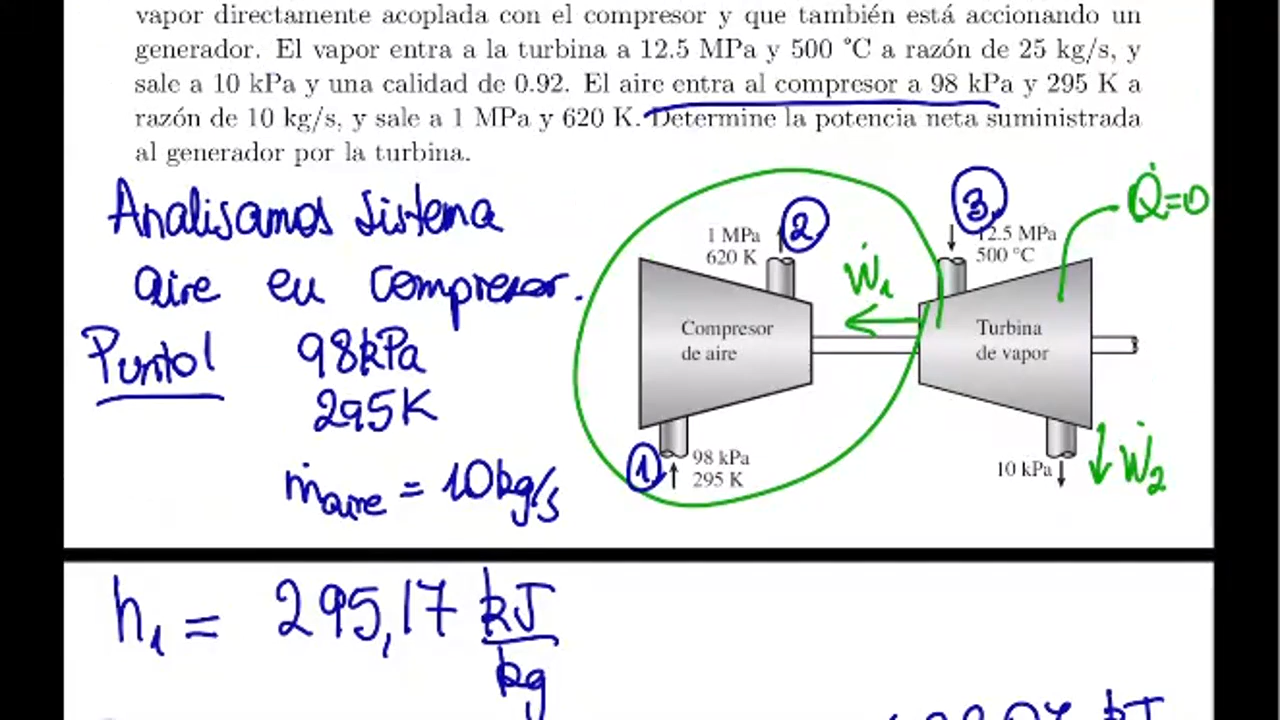 vapor directamente acoplada con el compresor y que también está accionando un
generador. El vapor entra a la turbina a 12.5 MPa y 500 °C a razón de 25 kg/s, y
sale a 10 kPa y una calidad de 0.92. El aire entra al compresor a 98 kPa y 295 K a
razón de 10 kg/s, y sale a 1 MPa y 620 K. Determine la potencia neta suministrada
al generador por la turbina.
Analisamos sistema
aire en compresor.
Punto 1 98kPa
295K
ṁaire = 10kg/s
1 MPa
620 K
2
3
12.5 MPa
500 °C
Q̇=0
Ẇ1
Compresor
de aire
Turbina
de vapor
1
98 kPa
295 K
10 kPa
Ẇ2
h1 = 295,17 kJ/kg
kJ